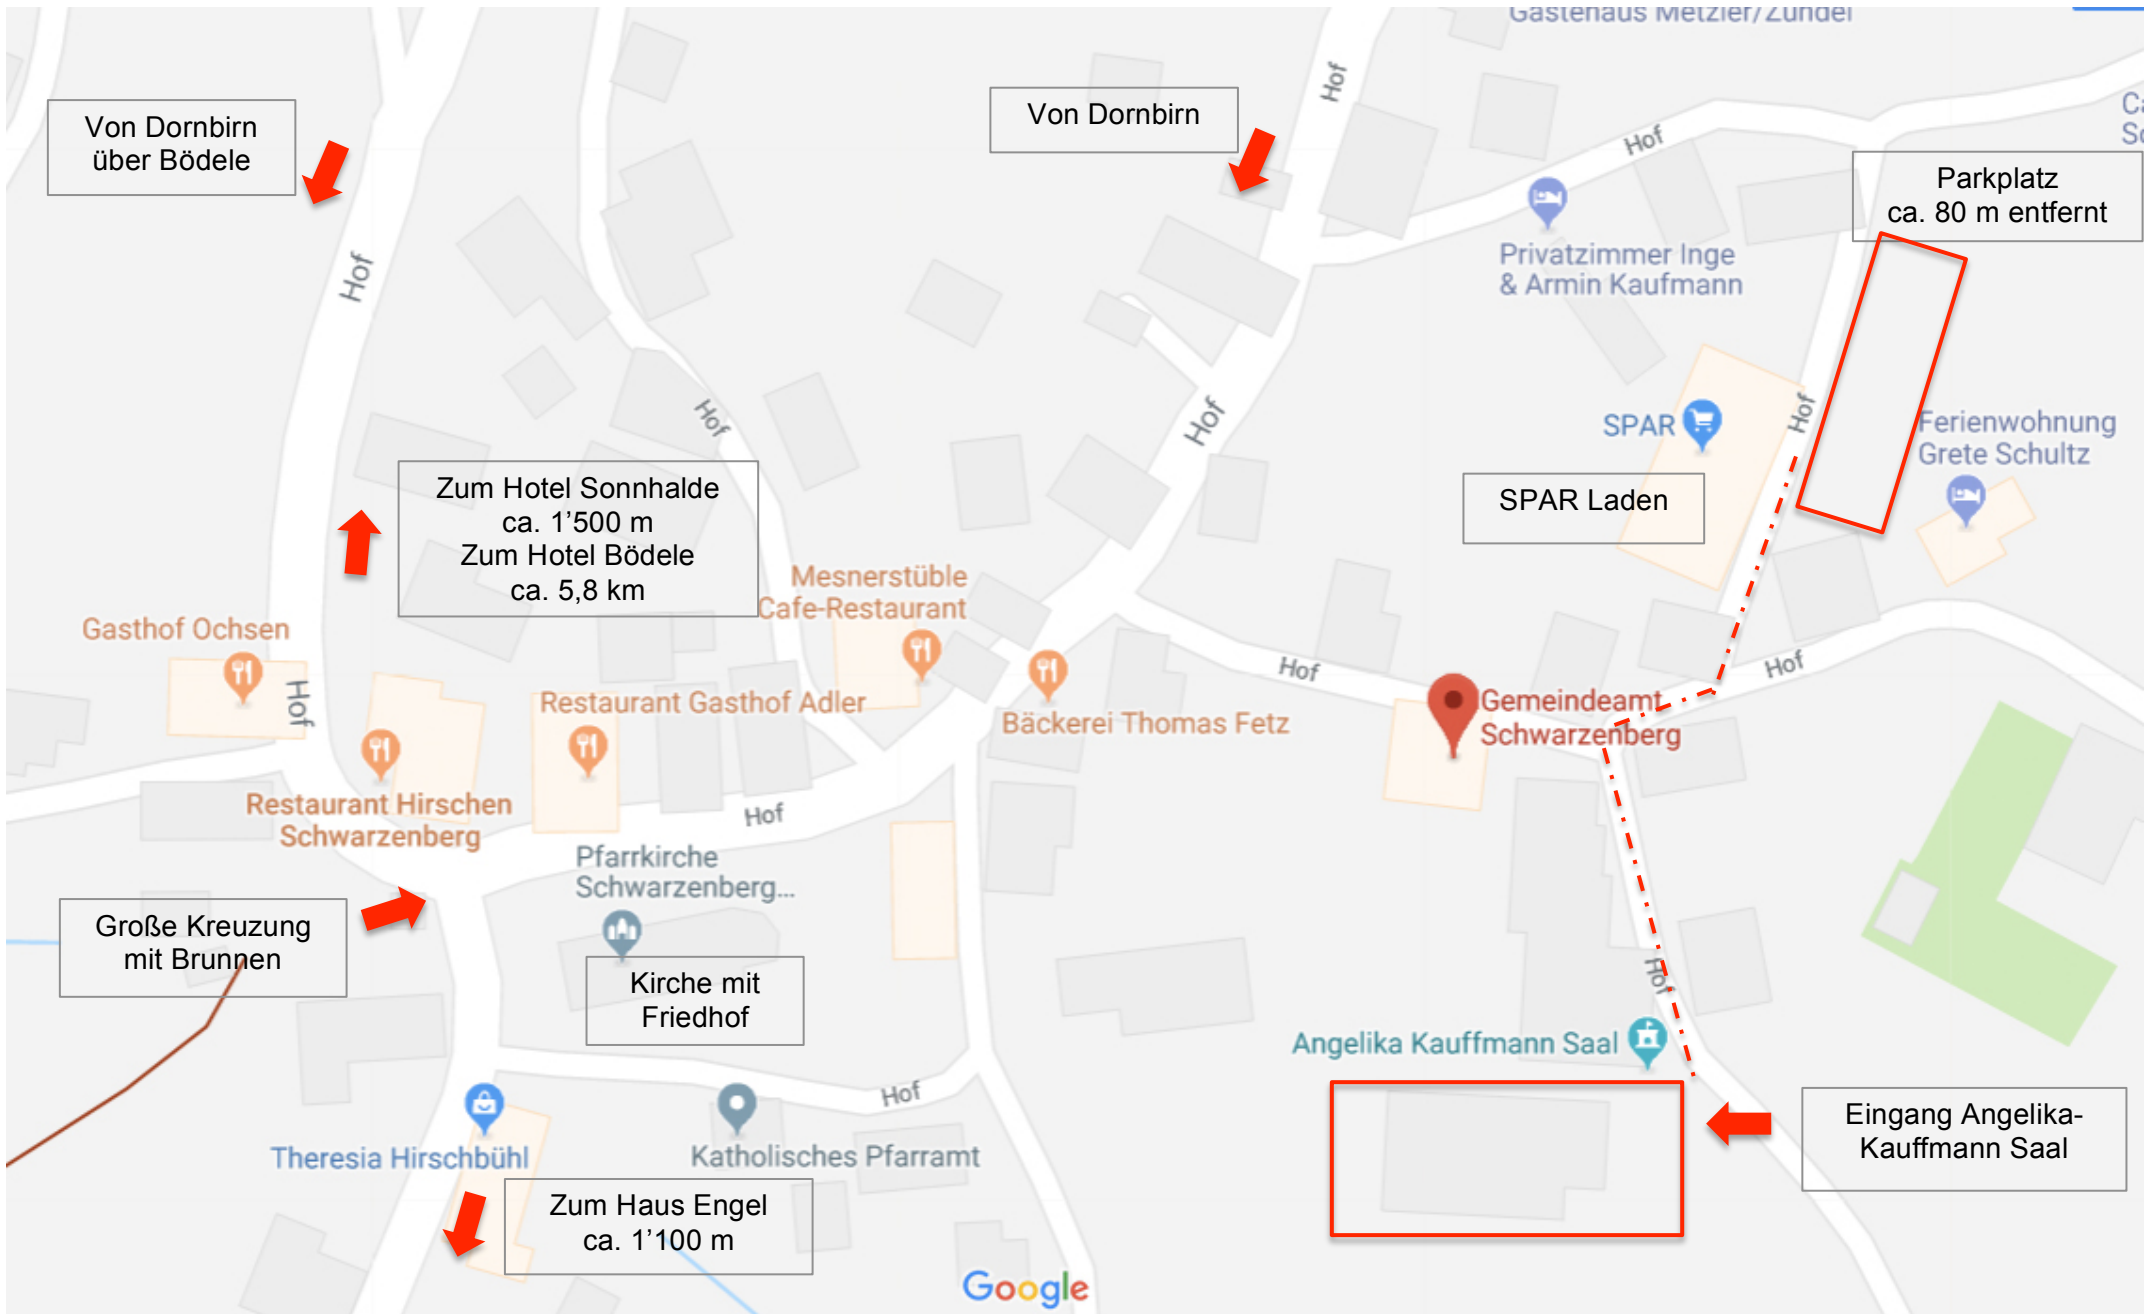 Gästehaus Metzler/Zündel
Von Dornbirn
über Bödele
Von Dornbirn
Hof
Hof
Parkplatz
ca. 80 m entfernt
Privatzimmer Inge
& Armin Kaufmann
Hof
Hof
Hof
Hof
SPAR
Ferienwohnung
Grete Schultz
SPAR Laden
Zum Hotel Sonnhalde
ca. 1’500 m
Zum Hotel Bödele
ca. 5,8 km
Mesnerstüble
Cafe-Restaurant
Gasthof Ochsen
Hof
Hof
Hof
Restaurant Gasthof Adler
Bäckerei Thomas Fetz
Gemeindeamt
Schwarzenberg
Restaurant Hirschen
Schwarzenberg
Hof
Pfarrkirche
Schwarzenberg...
Große Kreuzung
mit Brunnen
Kirche mit
Friedhof
Hof
Angelika Kauffmann Saal
Hof
Theresia Hirschbühl
Katholisches Pfarramt
Eingang Angelika-
Kauffmann Saal
Zum Haus Engel
ca. 1’100 m
Google